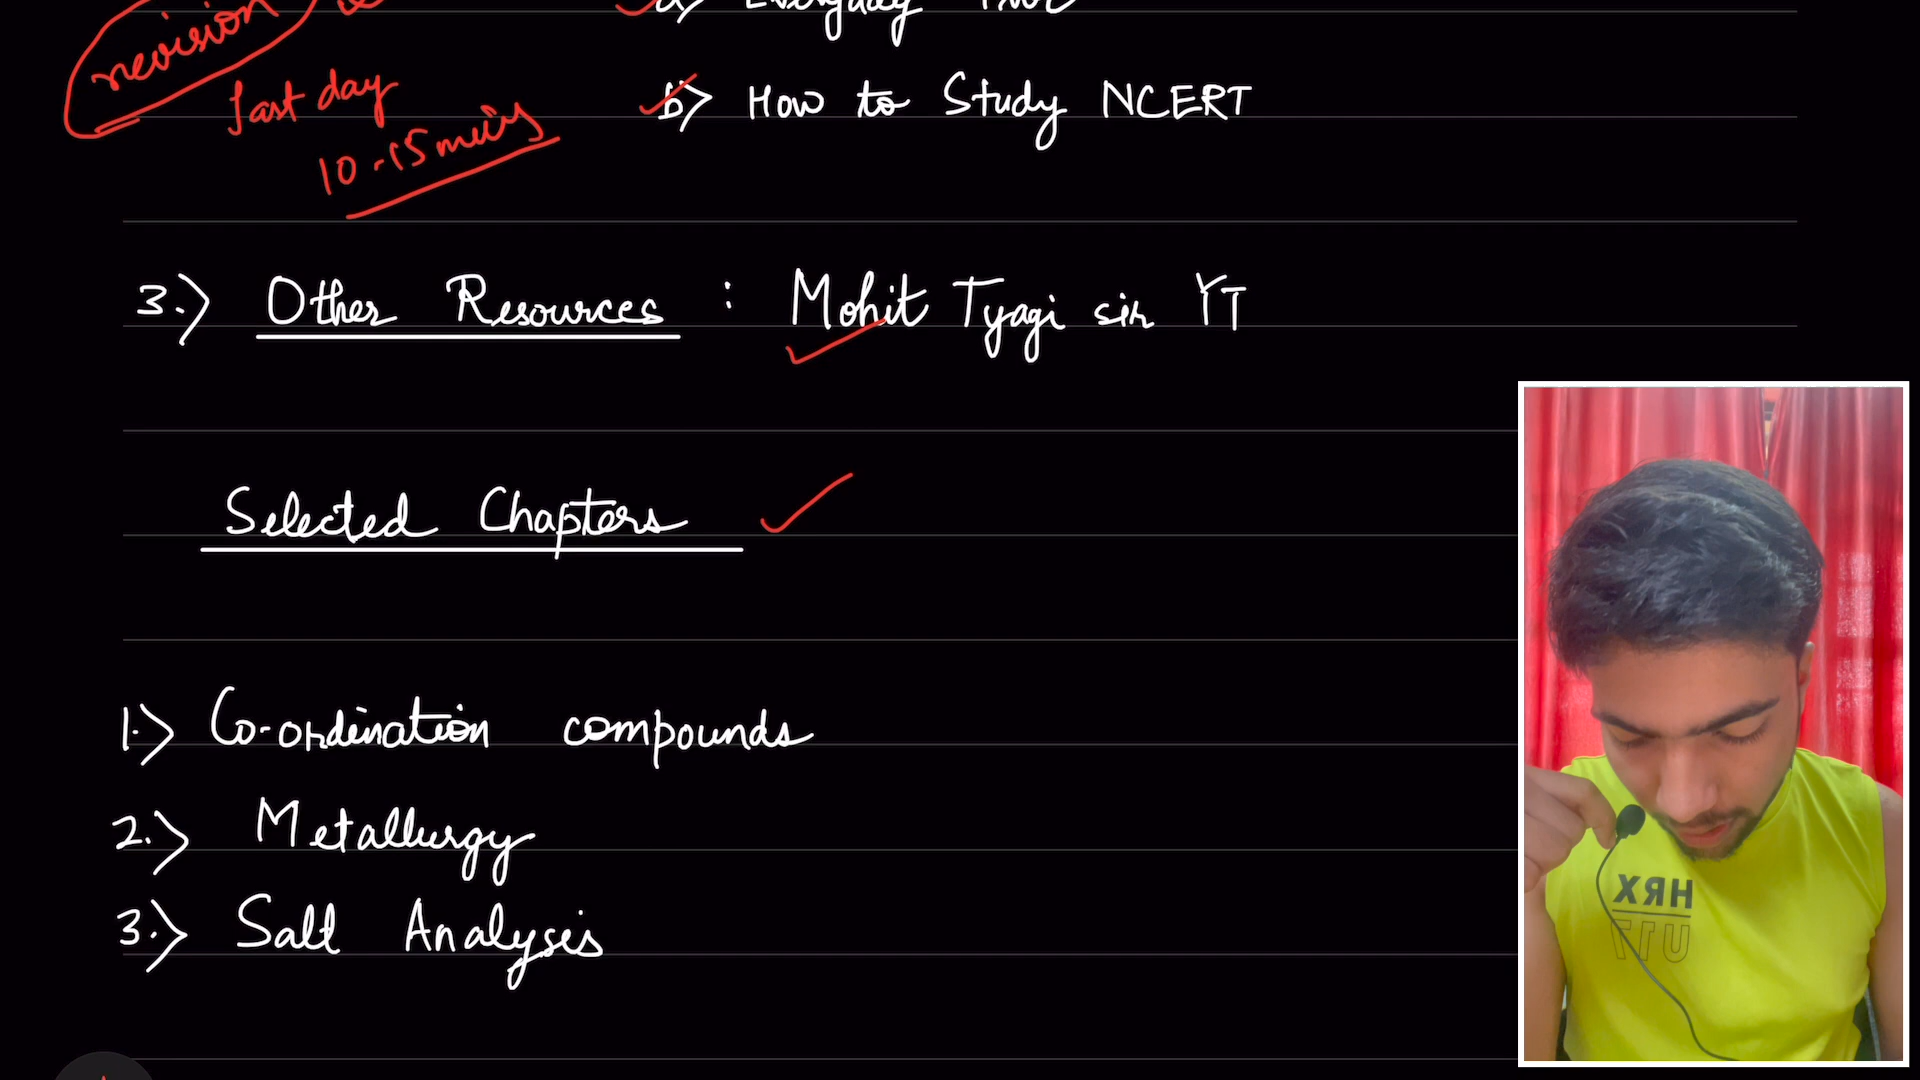 revision
a) Everyday
last day
b) How to Study NCERT
10-15 mins
3.) Other Resources : Mohit Tyagi sir YT
Selected Chapters
1.) Co-ordination compounds
2.) Metallurgy
3.) Salt Analysis
HRX